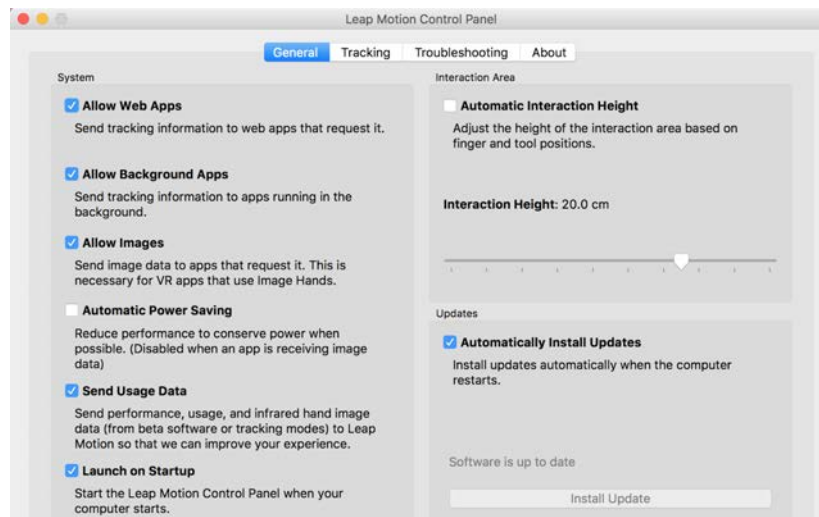 Leap Motion Control Panel
General Tracking Troubleshooting About
System
Allow Web Apps
Send tracking information to web apps that request it.
Allow Background Apps
Send tracking information to apps running in the
background.
Allow Images
Send image data to apps that request it. This is
necessary for VR apps that use Image Hands.
Automatic Power Saving
Reduce performance to conserve power when
possible. (Disabled when an app is receiving image
data)
Send Usage Data
Send performance, usage, and infrared hand image
data (from beta software or tracking modes) to Leap
Motion so that we can improve your experience.
Launch on Startup
Start the Leap Motion Control Panel when your
computer starts.
Interaction Area
Automatic Interaction Height
Adjust the height of the interaction area based on
finger and tool positions.
Interaction Height: 20.0 cm
Updates
Automatically Install Updates
Install updates automatically when the computer
restarts.
Software is up to date
Install Update